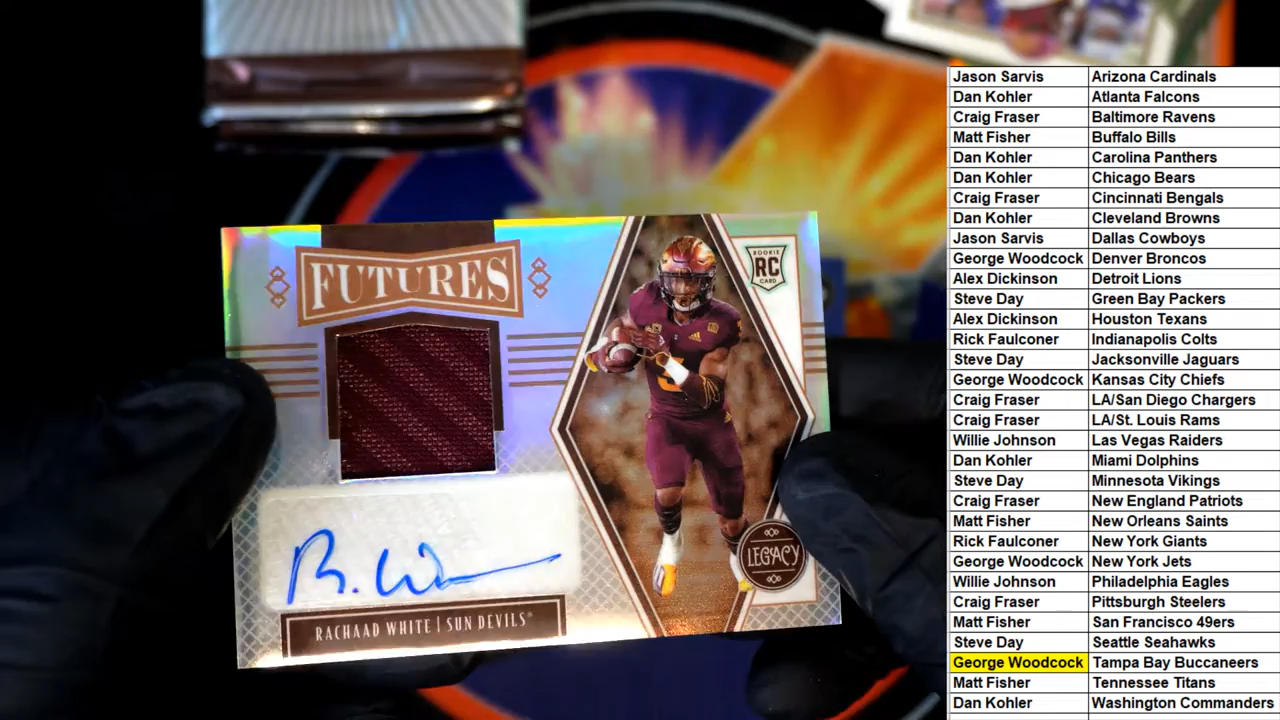 FUTURES
ROOKIE
RC
CARD
LEGACY
R. W
RACHAAD WHITE | SUN DEVILS
Jason Sarvis Arizona Cardinals
Dan Kohler Atlanta Falcons
Craig Fraser Baltimore Ravens
Matt Fisher Buffalo Bills
Dan Kohler Carolina Panthers
Dan Kohler Chicago Bears
Craig Fraser Cincinnati Bengals
Dan Kohler Cleveland Browns
Jason Sarvis Dallas Cowboys
George Woodcock Denver Broncos
Alex Dickinson Detroit Lions
Steve Day Green Bay Packers
Alex Dickinson Houston Texans
Rick Faulconer Indianapolis Colts
Steve Day Jacksonville Jaguars
George Woodcock Kansas City Chiefs
Craig Fraser LA/San Diego Chargers
Craig Fraser LA/St. Louis Rams
Willie Johnson Las Vegas Raiders
Dan Kohler Miami Dolphins
Steve Day Minnesota Vikings
Craig Fraser New England Patriots
Matt Fisher New Orleans Saints
Rick Faulconer New York Giants
George Woodcock New York Jets
Willie Johnson Philadelphia Eagles
Craig Fraser Pittsburgh Steelers
Matt Fisher San Francisco 49ers
Steve Day Seattle Seahawks
George Woodcock Tampa Bay Buccaneers
Matt Fisher Tennessee Titans
Dan Kohler Washington Commanders